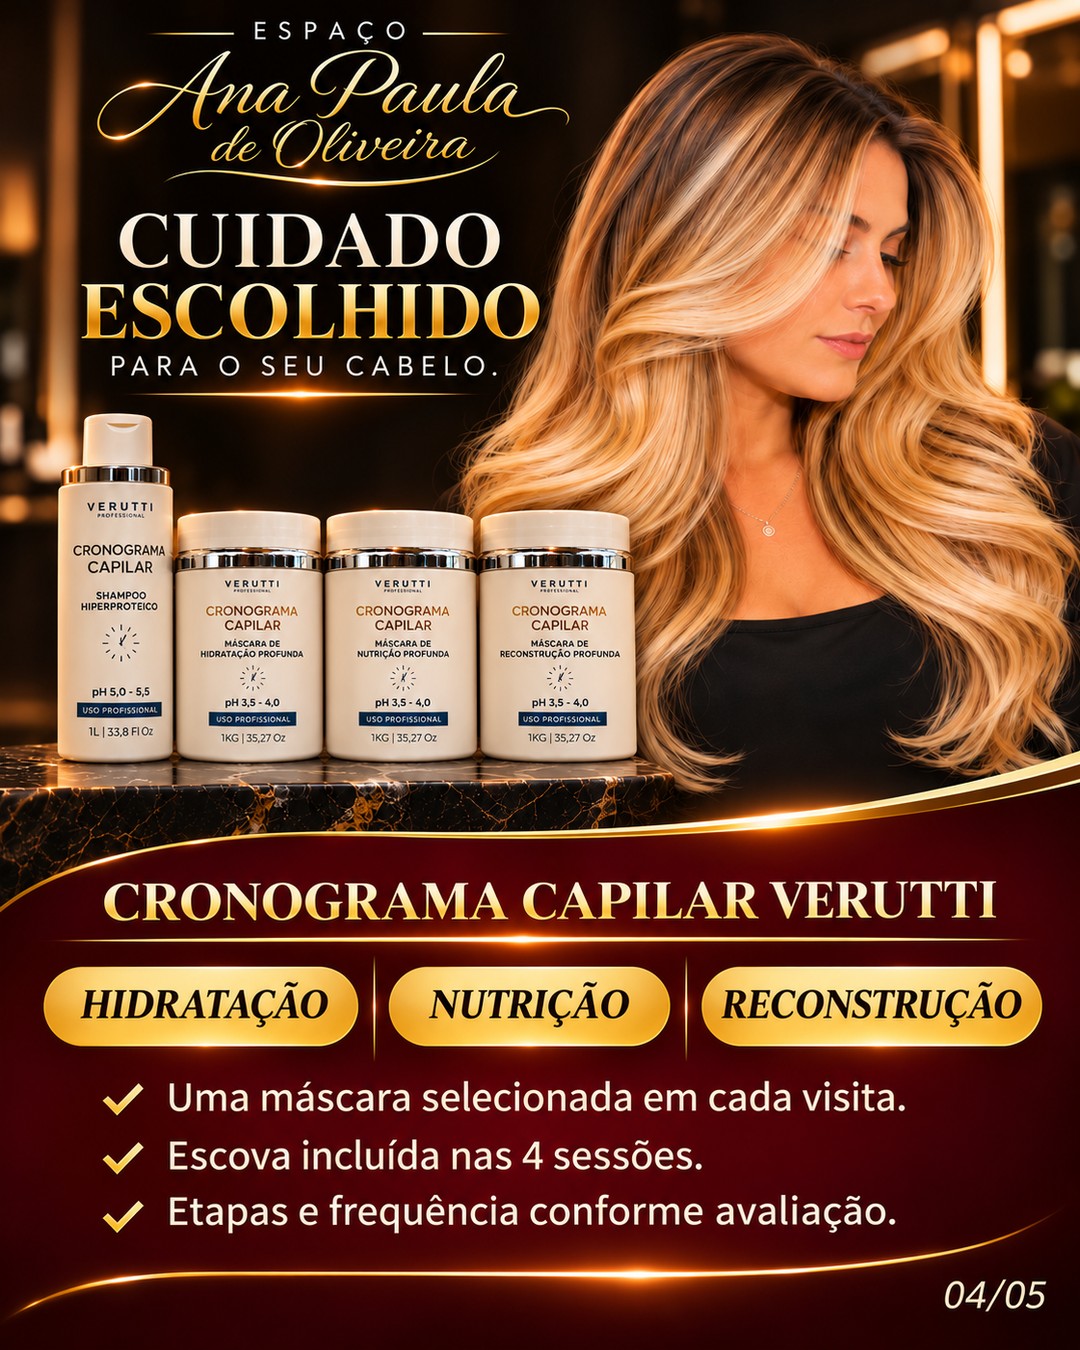 ESPAÇO
Ana Paula
de Oliveira
CUIDADO
ESCOLHIDO
PARA O SEU CABELO.
VERUTTI
PROFESSIONAL
CRONOGRAMA
CAPILAR
SHAMPOO
HIPERPROTEICO
pH 5,0 - 5,5
USO PROFISSIONAL
1L | 33,8 Fl Oz
VERUTTI
PROFESSIONAL
CRONOGRAMA
CAPILAR
MÁSCARA DE
HIDRATAÇÃO PROFUNDA
pH 3,5 - 4,0
USO PROFISSIONAL
1KG | 35,27 Oz
VERUTTI
PROFESSIONAL
CRONOGRAMA
CAPILAR
MÁSCARA DE
NUTRIÇÃO PROFUNDA
pH 3,5 - 4,0
USO PROFISSIONAL
1KG | 35,27 Oz
VERUTTI
PROFESSIONAL
CRONOGRAMA
CAPILAR
MÁSCARA DE
RECONSTRUÇÃO PROFUNDA
pH 3,5 - 4,0
USO PROFISSIONAL
1KG | 35,27 Oz
CRONOGRAMA CAPILAR VERUTTI
HIDRATAÇÃO
NUTRIÇÃO
RECONSTRUÇÃO
Uma máscara selecionada em cada visita.
Escova incluída nas 4 sessões.
Etapas e frequência conforme avaliação.
04/05